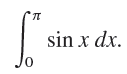 ∫₀^π sin x dx.